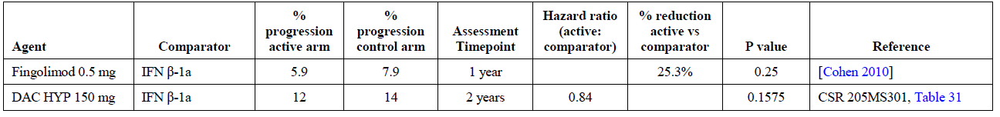 Agent Comparator % progression active arm % progression control arm Assessment Timepoint Hazard ratio (active: comparator) % reduction active vs comparator P value Reference
Fingolimod 0.5 mg IFN β-1a 5.9 7.9 1 year 25.3% 0.25 [Cohen 2010]
DAC HYP 150 mg IFN β-1a 12 14 2 years 0.84 0.1575 CSR 205MS301, Table 31